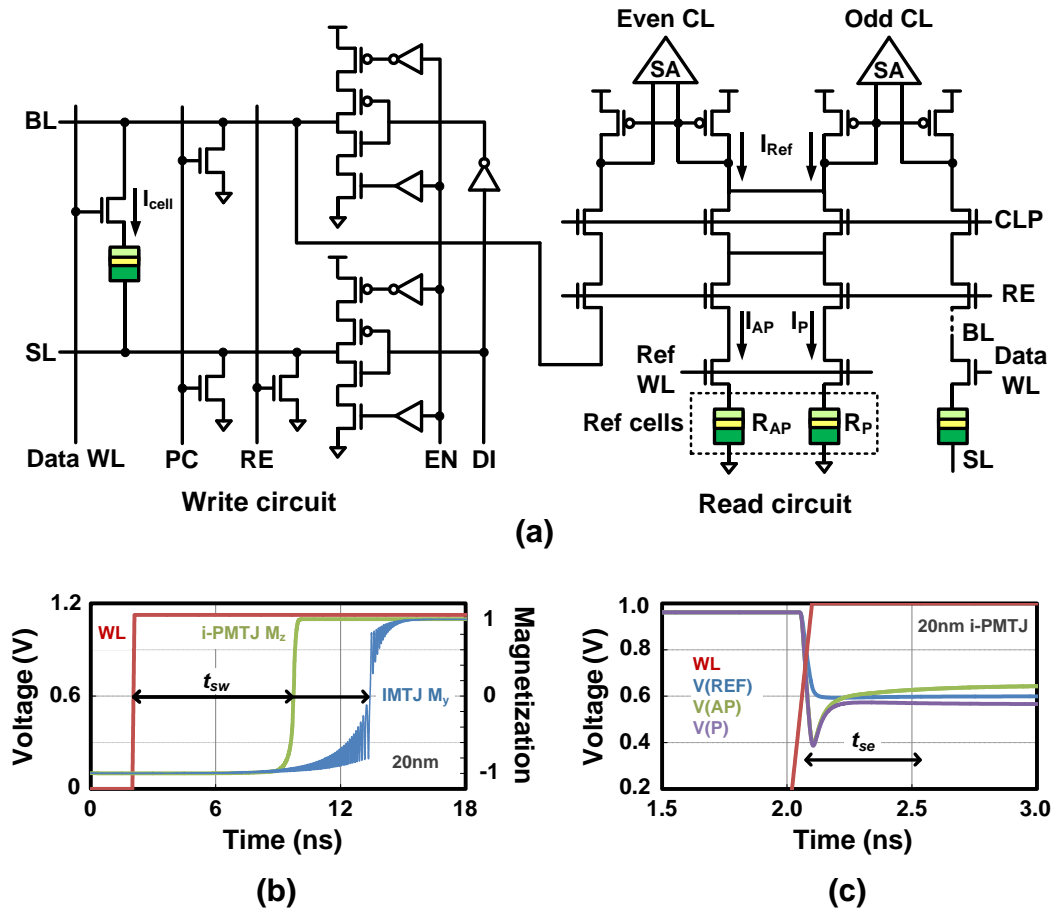 Even CL Odd CL
SA SA
BL
I_Ref
I_cell
CLP
RE
I_AP I_P
BL
SL
Ref WL
Data WL
Ref cells
R_AP R_P
Data WL PC RE EN DI
SL
Write circuit Read circuit
(a)
1.2
WL
i-PMTJ M_z
1
Voltage (V)
0.6
t_sw
0
IMTJ M_y
Magnetization
20nm
-1
0
0 6 12 18
Time (ns)
(b)
1.0
20nm i-PMTJ
WL
V(REF)
V(AP)
V(P)
0.8
Voltage (V)
0.6
0.4
t_se
0.2
1.5 2.0 2.5 3.0
Time (ns)
(c)